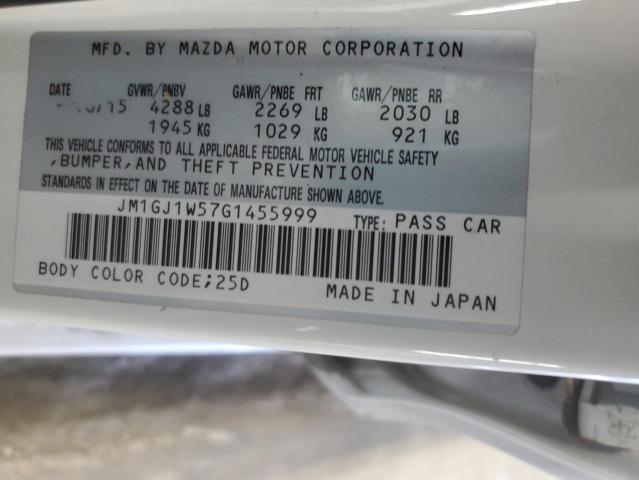 MFD. BY MAZDA MOTOR CORPORATION
DATE GVWR/PNBV GAWR/PNBE FRT GAWR/PNBE RR
4288 LB 2269 LB 2030 LB
1945 KG 1029 KG 921 KG
THIS VEHICLE CONFORMS TO ALL APPLICABLE FEDERAL MOTOR VEHICLE SAFETY
,BUMPER,AND THEFT PREVENTION
STANDARDS IN EFFECT ON THE DATE OF MANUFACTURE SHOWN ABOVE.
JM1GJ1W57G1455999 TYPE: PASS CAR
BODY COLOR CODE;25D MADE IN JAPAN